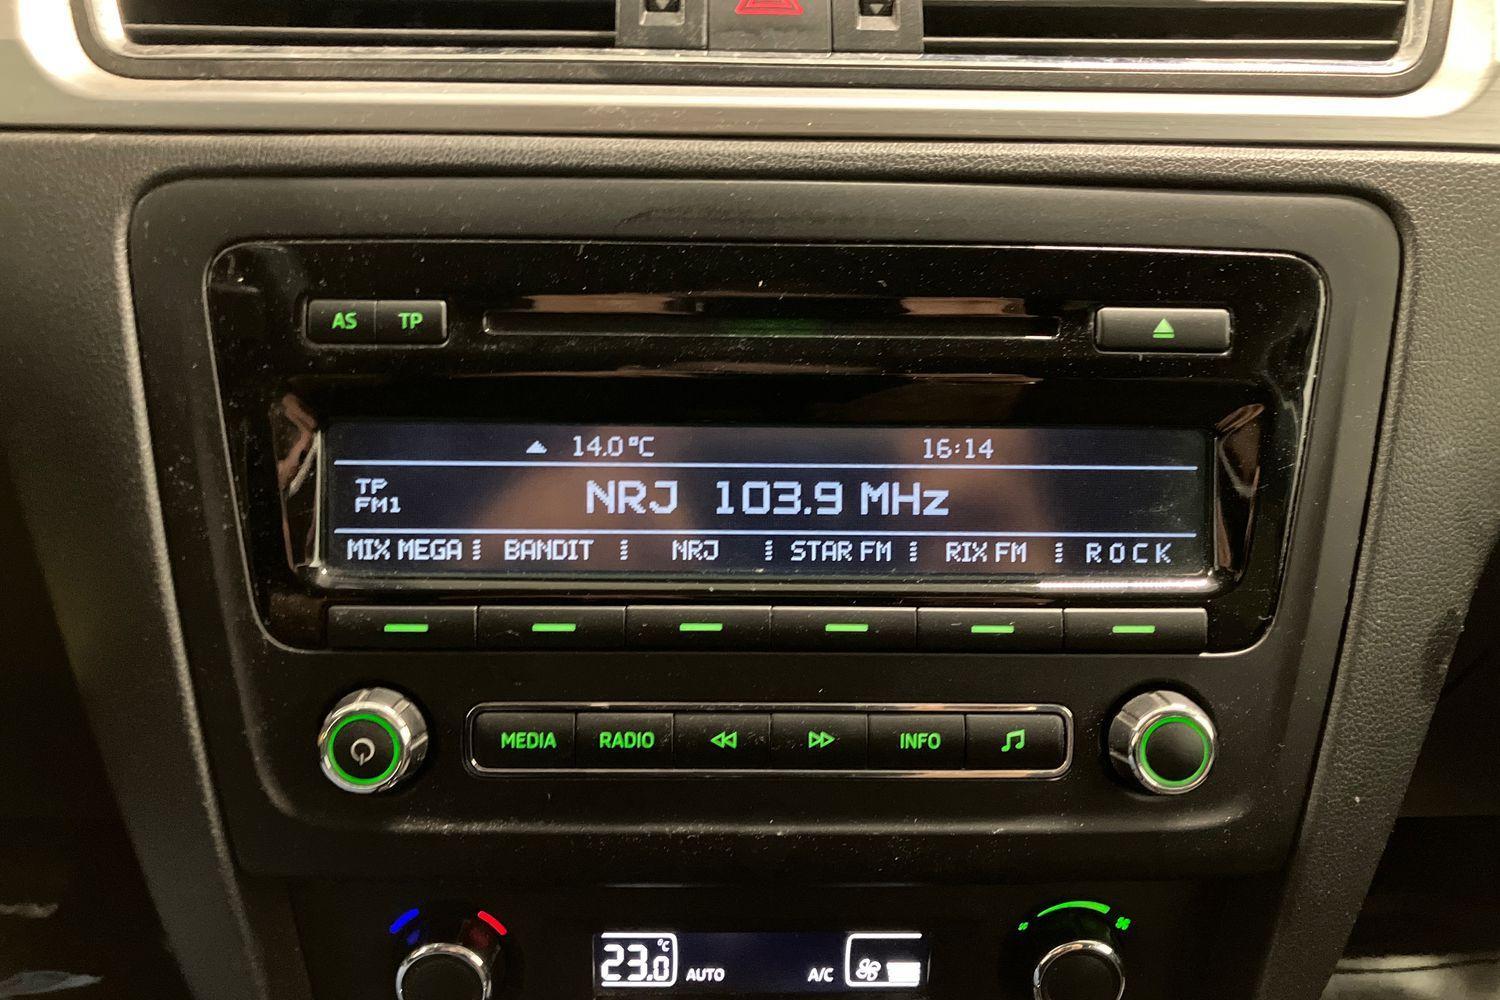 AS TP
14.0°C 16:14
TP
FM1
NRJ 103.9 MHz
MIX MEGA BANDIT NRJ STAR FM RIX FM ROCK
MEDIA RADIO INFO
23.0 °C AUTO A/C